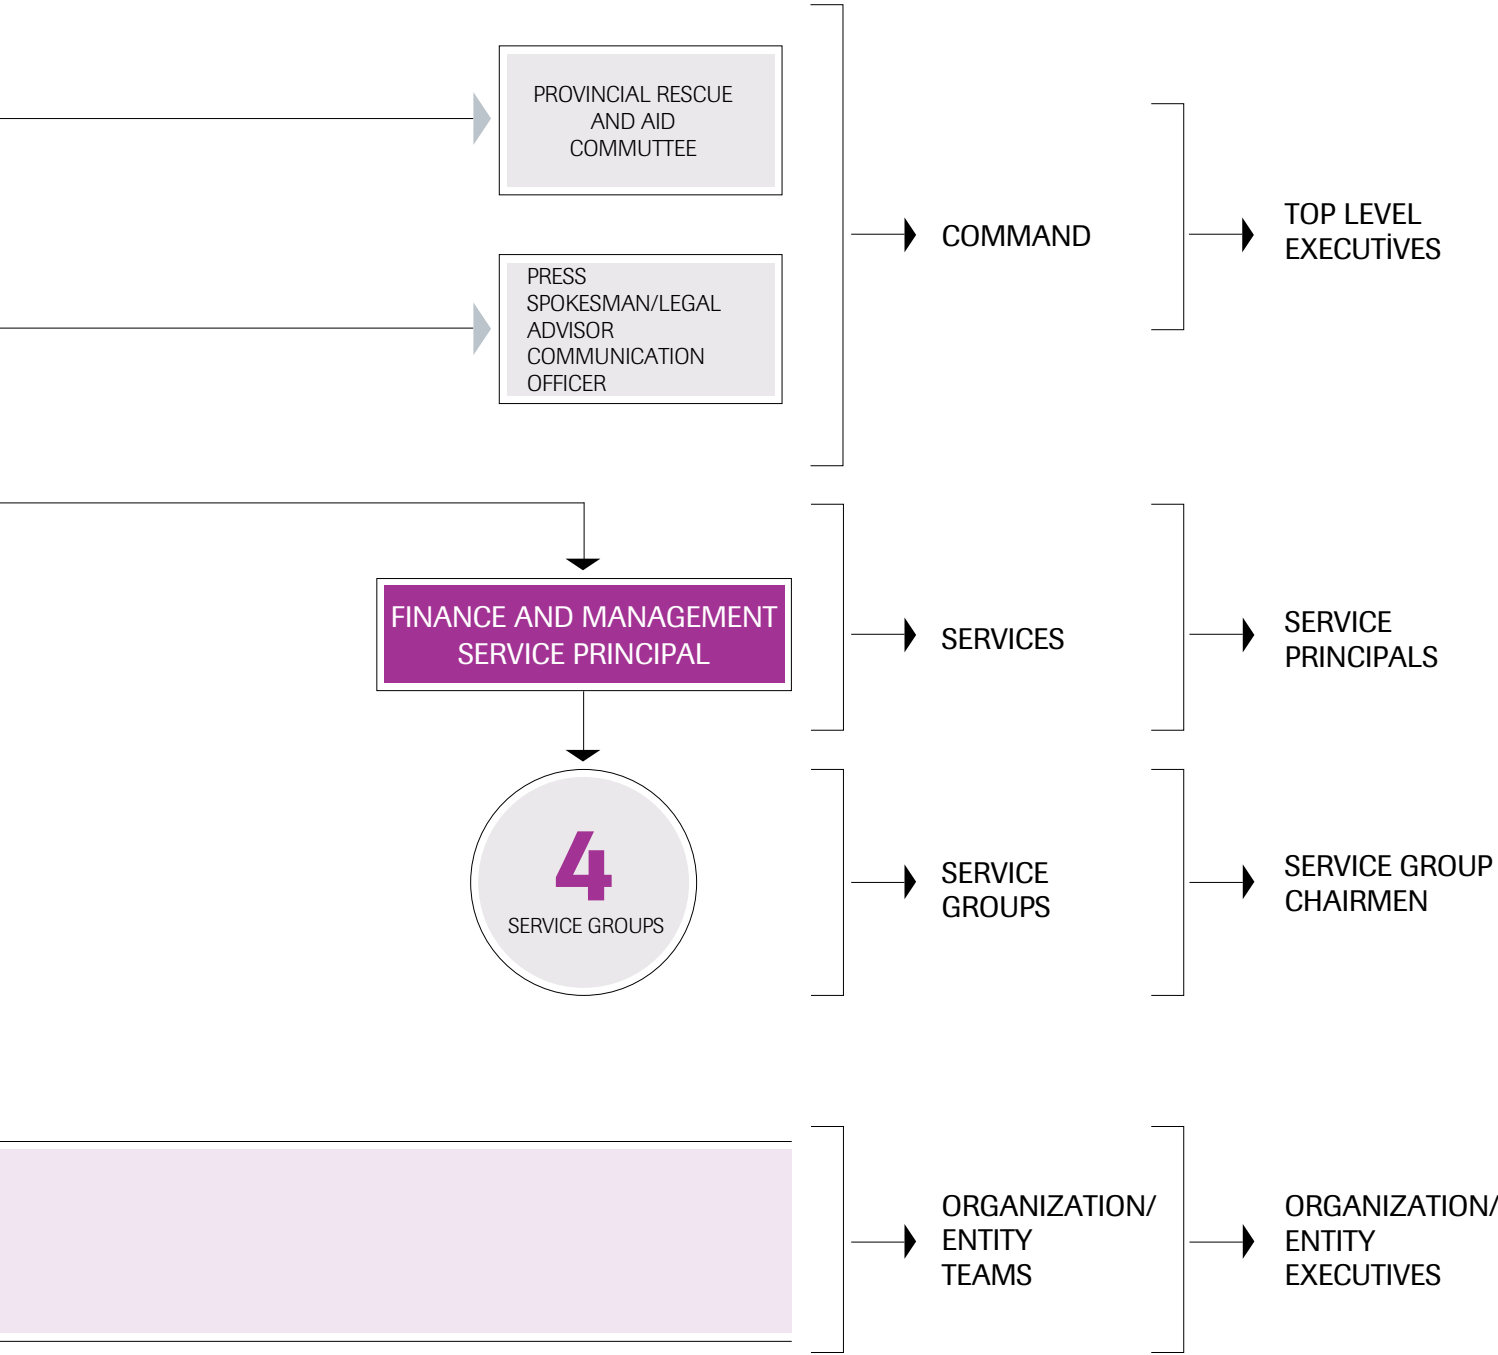 PROVINCIAL RESCUE
AND AID
COMMUTTEE
PRESS
SPOKESMAN/LEGAL
ADVISOR
COMMUNICATION
OFFICER
COMMAND
TOP LEVEL
EXECUTİVES
FINANCE AND MANAGEMENT
SERVICE PRINCIPAL
SERVICES
SERVICE
PRINCIPALS
4
SERVICE GROUPS
SERVICE
GROUPS
SERVICE GROUP
CHAIRMEN
ORGANIZATION/
ENTITY
TEAMS
ORGANIZATION/
ENTITY
EXECUTIVES